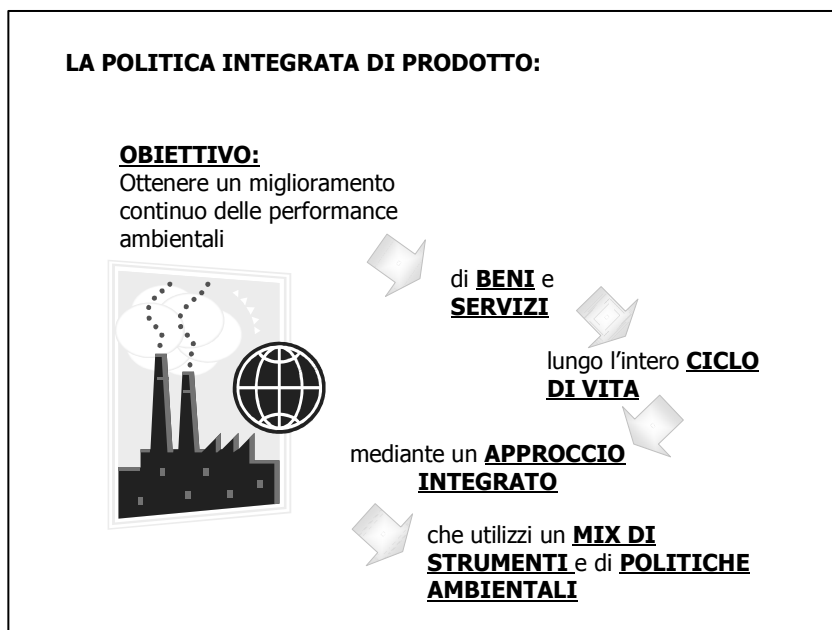 LA POLITICA INTEGRATA DI PRODOTTO:
OBIETTIVO:
Ottenere un miglioramento
continuo delle performance
ambientali
di BENI e
SERVIZI
lungo l’intero CICLO
DI VITA
mediante un APPROCCIO
INTEGRATO
che utilizzi un MIX DI
STRUMENTI e di POLITICHE
AMBIENTALI